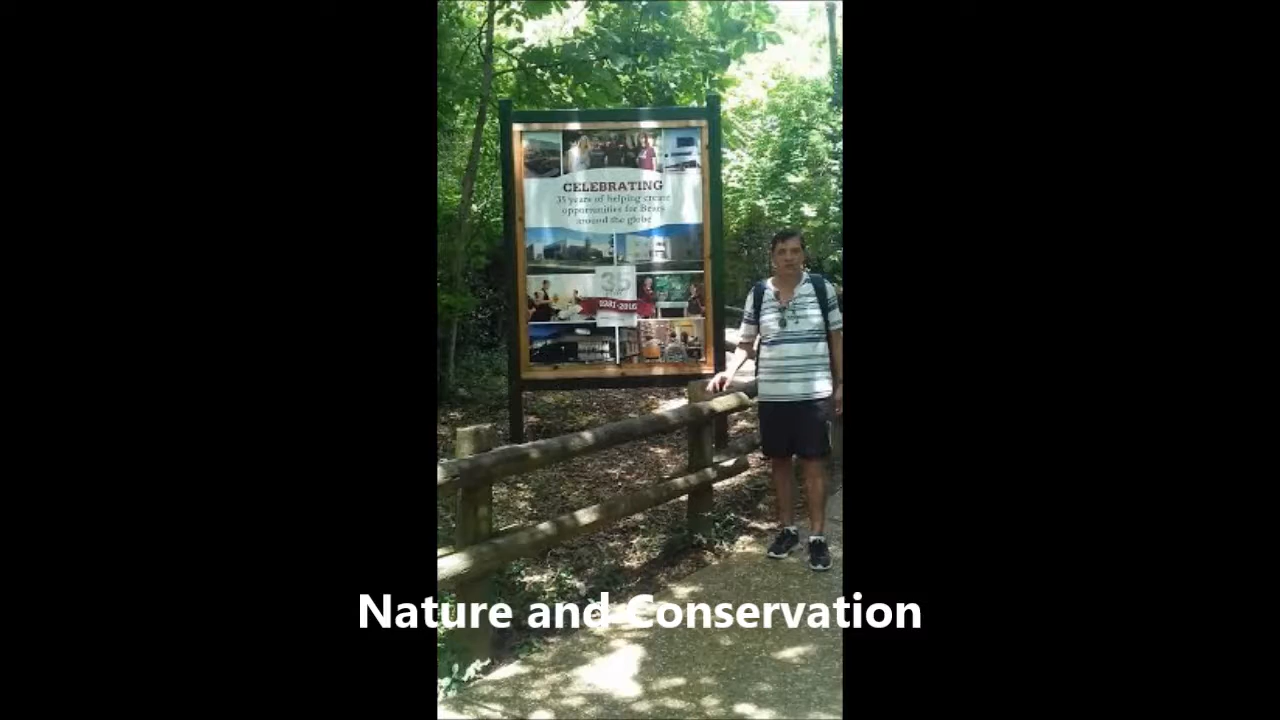 CELEBRATING
35 years of helping create
opportunities for Bears
around the globe
35
1981-2016
Nature and Conservation